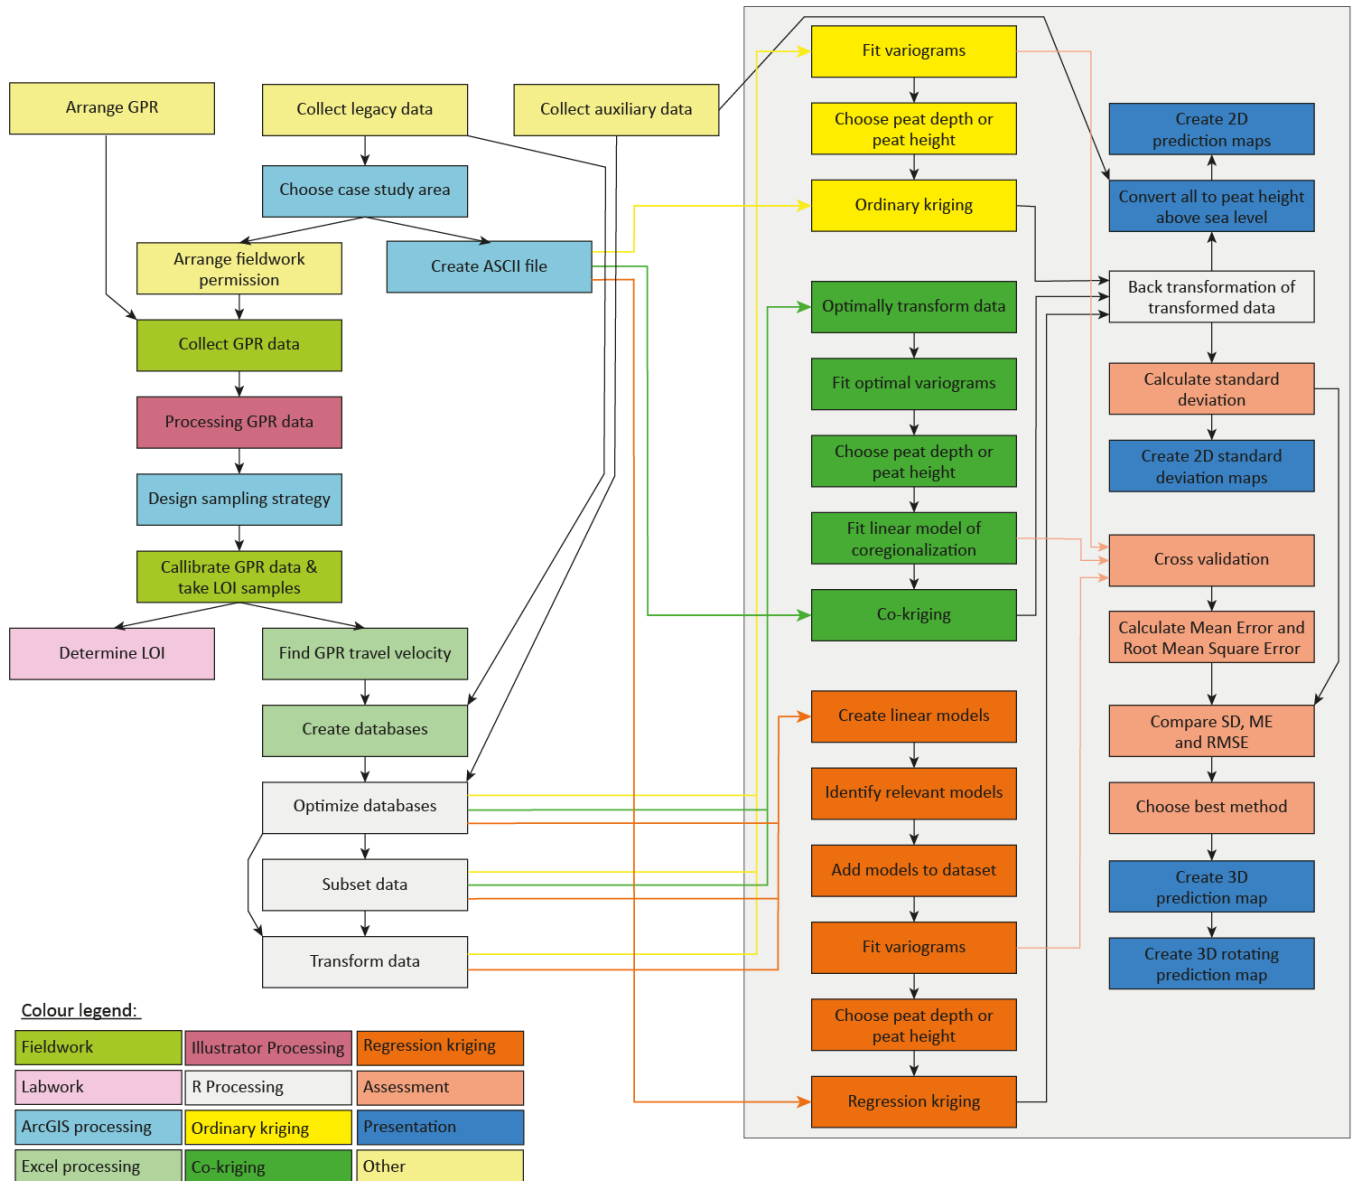 Arrange GPR
Collect legacy data
Collect auxiliary data
Choose case study area
Arrange fieldwork
permission
Create ASCII file
Collect GPR data
Processing GPR data
Design sampling strategy
Callibrate GPR data &
take LOI samples
Determine LOI
Find GPR travel velocity
Create databases
Optimize databases
Subset data
Transform data
Fit variograms
Choose peat depth or
peat height
Ordinary kriging
Optimally transform data
Fit optimal variograms
Choose peat depth or
peat height
Fit linear model of
coregionalization
Co-kriging
Create linear models
Identify relevant models
Add models to dataset
Fit variograms
Choose peat depth or
peat height
Regression kriging
Create 2D
prediction maps
Convert all to peat height
above sea level
Back transformation of
transformed data
Calculate standard
deviation
Create 2D standard
deviation maps
Cross validation
Calculate Mean Error and
Root Mean Square Error
Compare SD, ME
and RMSE
Choose best method
Create 3D
prediction map
Create 3D rotating
prediction map
Colour legend:
Fieldwork
Illustrator Processing
Regression kriging
Labwork
R Processing
Assessment
ArcGIS processing
Ordinary kriging
Presentation
Excel processing
Co-kriging
Other